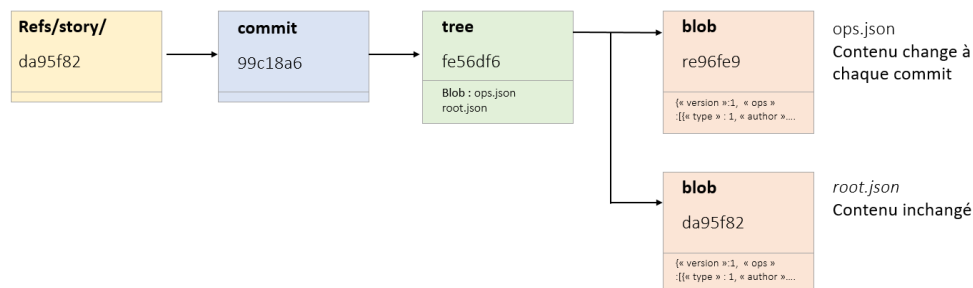 Refs/story/
da95f82
commit
99c18a6
tree
fe56df6
Blob : ops.json
root.json
blob
re96fe9
{« version »:1, « ops »
:[{« type » : 1, « author »....
ops.json
Contenu change à
chaque commit
blob
da95f82
{« version »:1, « ops »
:[{« type » : 1, « author »....
root.json
Contenu inchangé